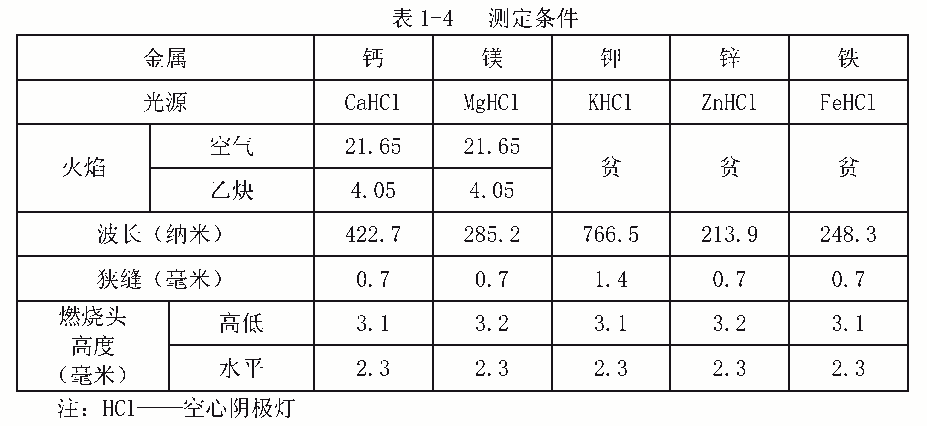 表1-4 测定条件
金属 钙 镁 钾 锌 铁
光源 CaHCl MgHCl KHCl ZnHCl FeHCl
火焰 空气 21.65 21.65 贫 贫 贫
乙炔 4.05 4.05
波长（纳米） 422.7 285.2 766.5 213.9 248.3
狭缝（毫米） 0.7 0.7 1.4 0.7 0.7
燃烧头高度（毫米） 高低 3.1 3.2 3.1 3.2 3.1
水平 2.3 2.3 2.3 2.3 2.3
注：HCl——空心阴极灯